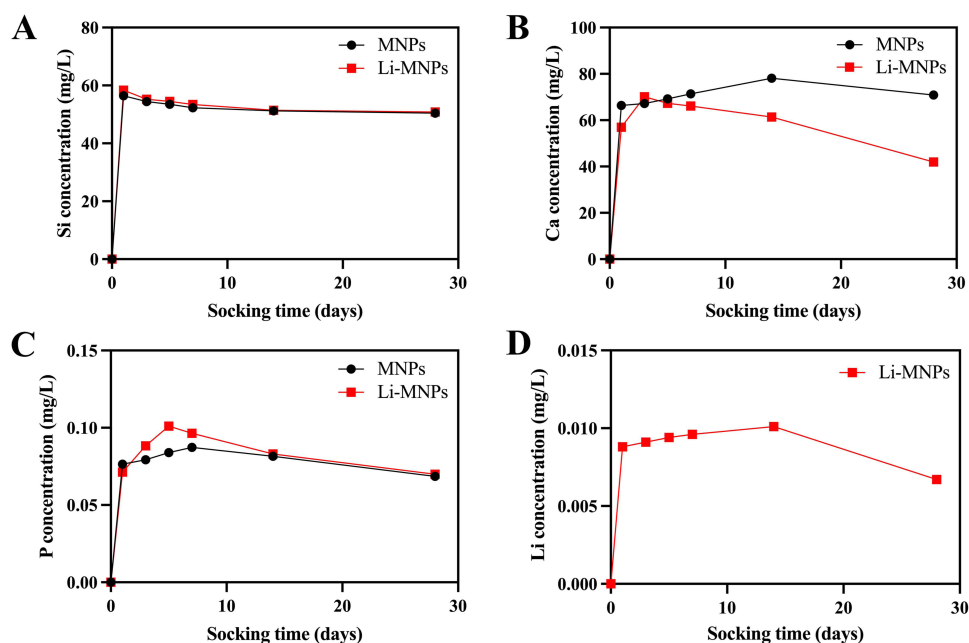 A
Si concentration (mg/L)
80
60
40
20
0
0
10
20
30
Socking time (days)
MNPs
Li-MNPs
B
Ca concentration (mg/L)
100
80
60
40
20
0
0
10
20
30
Socking time (days)
MNPs
Li-MNPs
C
P concentration (mg/L)
0.15
0.10
0.05
0.00
0
10
20
30
Socking time (days)
MNPs
Li-MNPs
D
Li concentration (mg/L)
0.015
0.010
0.005
0.000
0
10
20
30
Socking time (days)
Li-MNPs